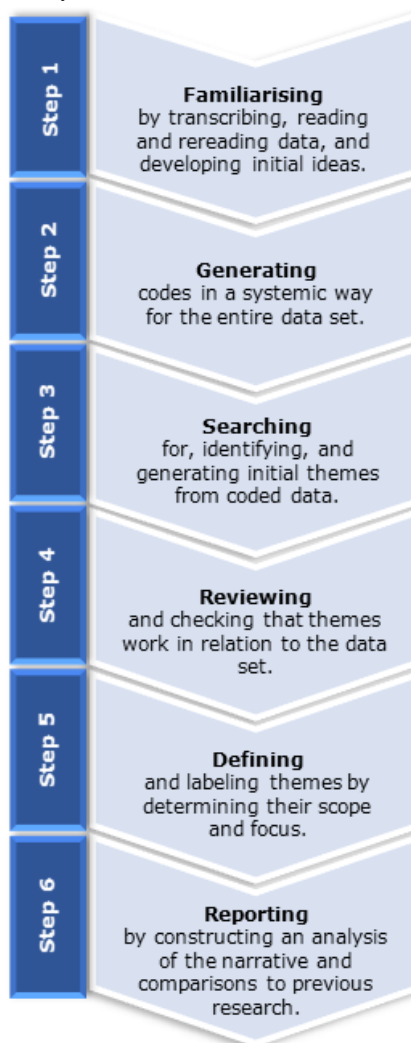 Step 1
Familiarising
by transcribing, reading
and rereading data, and
developing initial ideas.
Step 2
Generating
codes in a systemic way
for the entire data set.
Step 3
Searching
for, identifying, and
generating initial themes
from coded data.
Step 4
Reviewing
and checking that themes
work in relation to the data
set.
Step 5
Defining
and labeling themes by
determining their scope
and focus.
Step 6
Reporting
by constructing an analysis
of the narrative and
comparisons to previous
research.